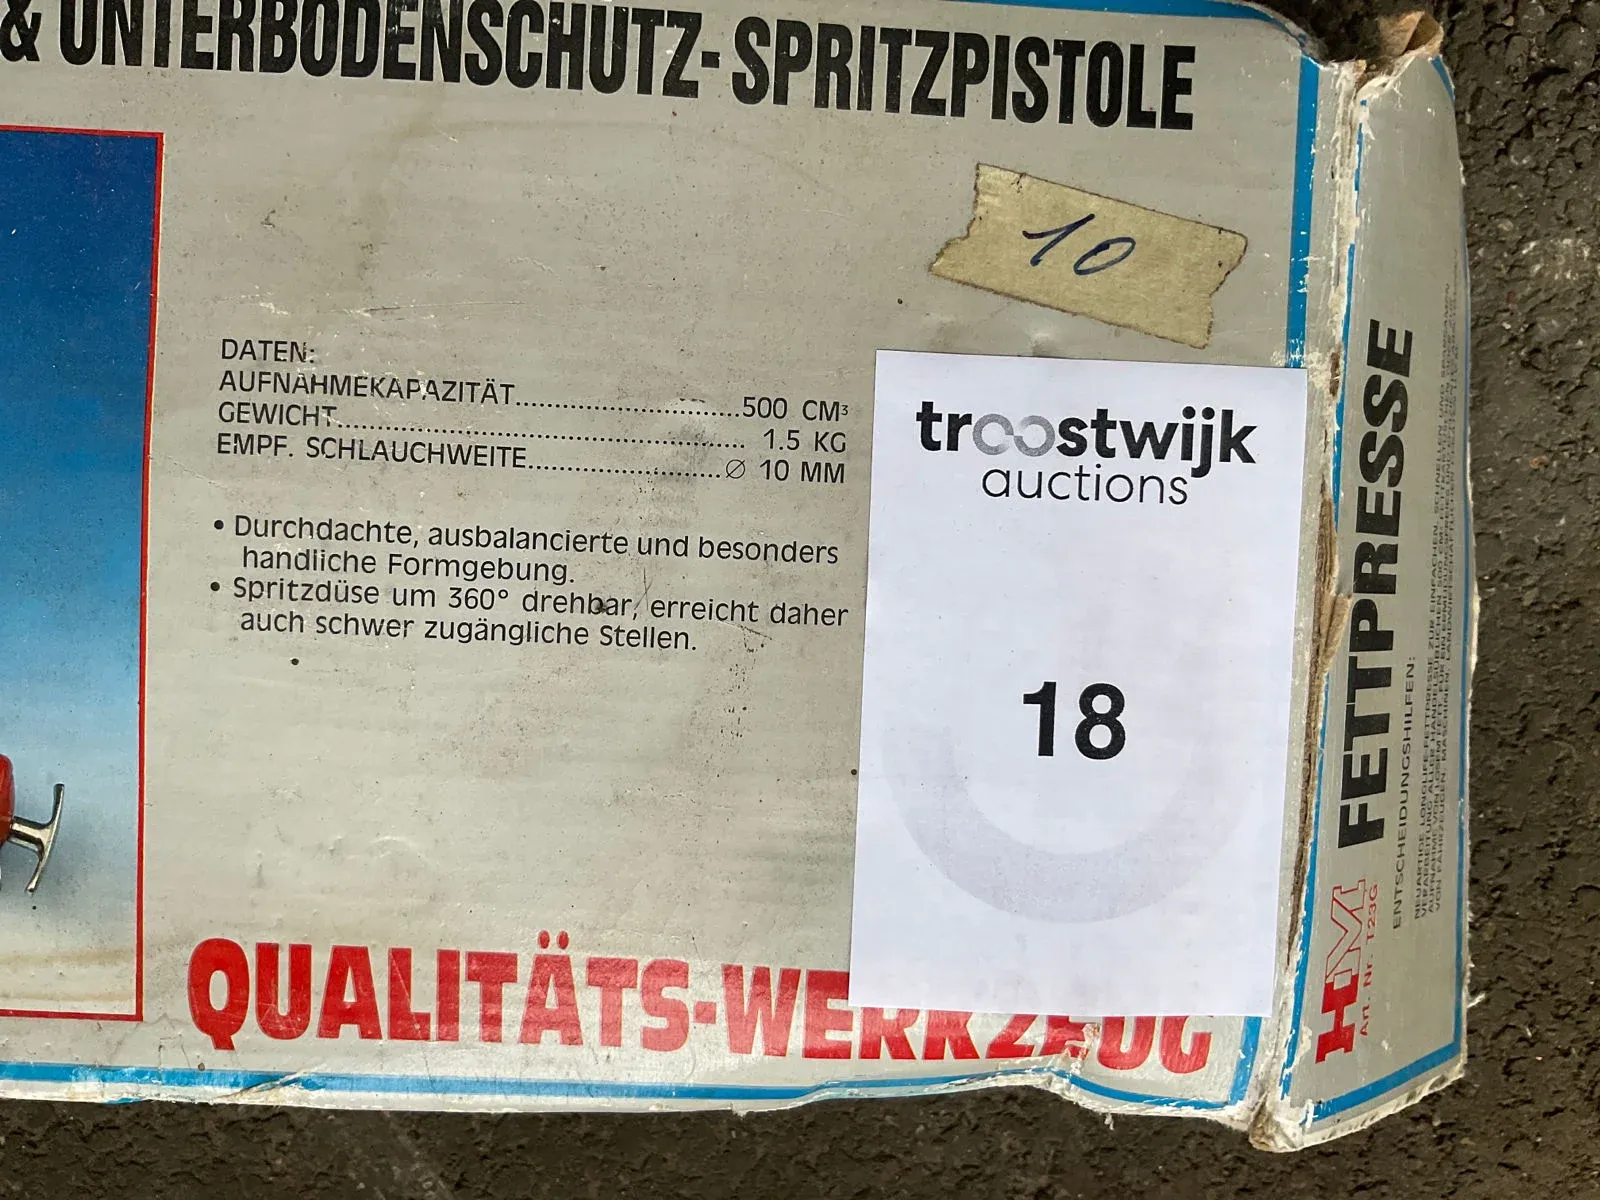 & UNTERBODENSCHUTZ-SPRITZPISTOLE
10
DATEN:
AUFNAHMEKAPAZITÄT........................500 CM³
GEWICHT............................................ 1.5 KG
EMPF. SCHLAUCHWEITE.....................Ø 10 MM
• Durchdachte, ausbalancierte und besonders
handliche Formgebung.
• Spritzdüse um 360° drehbar, erreicht daher
auch schwer zugängliche Stellen.
troostwijk
auctions
18
QUALITÄTS-WERKZEUG
HMI FETTPRESSE
Art. Nr. T23G
ENTSCHEIDUNGSHILFEN: